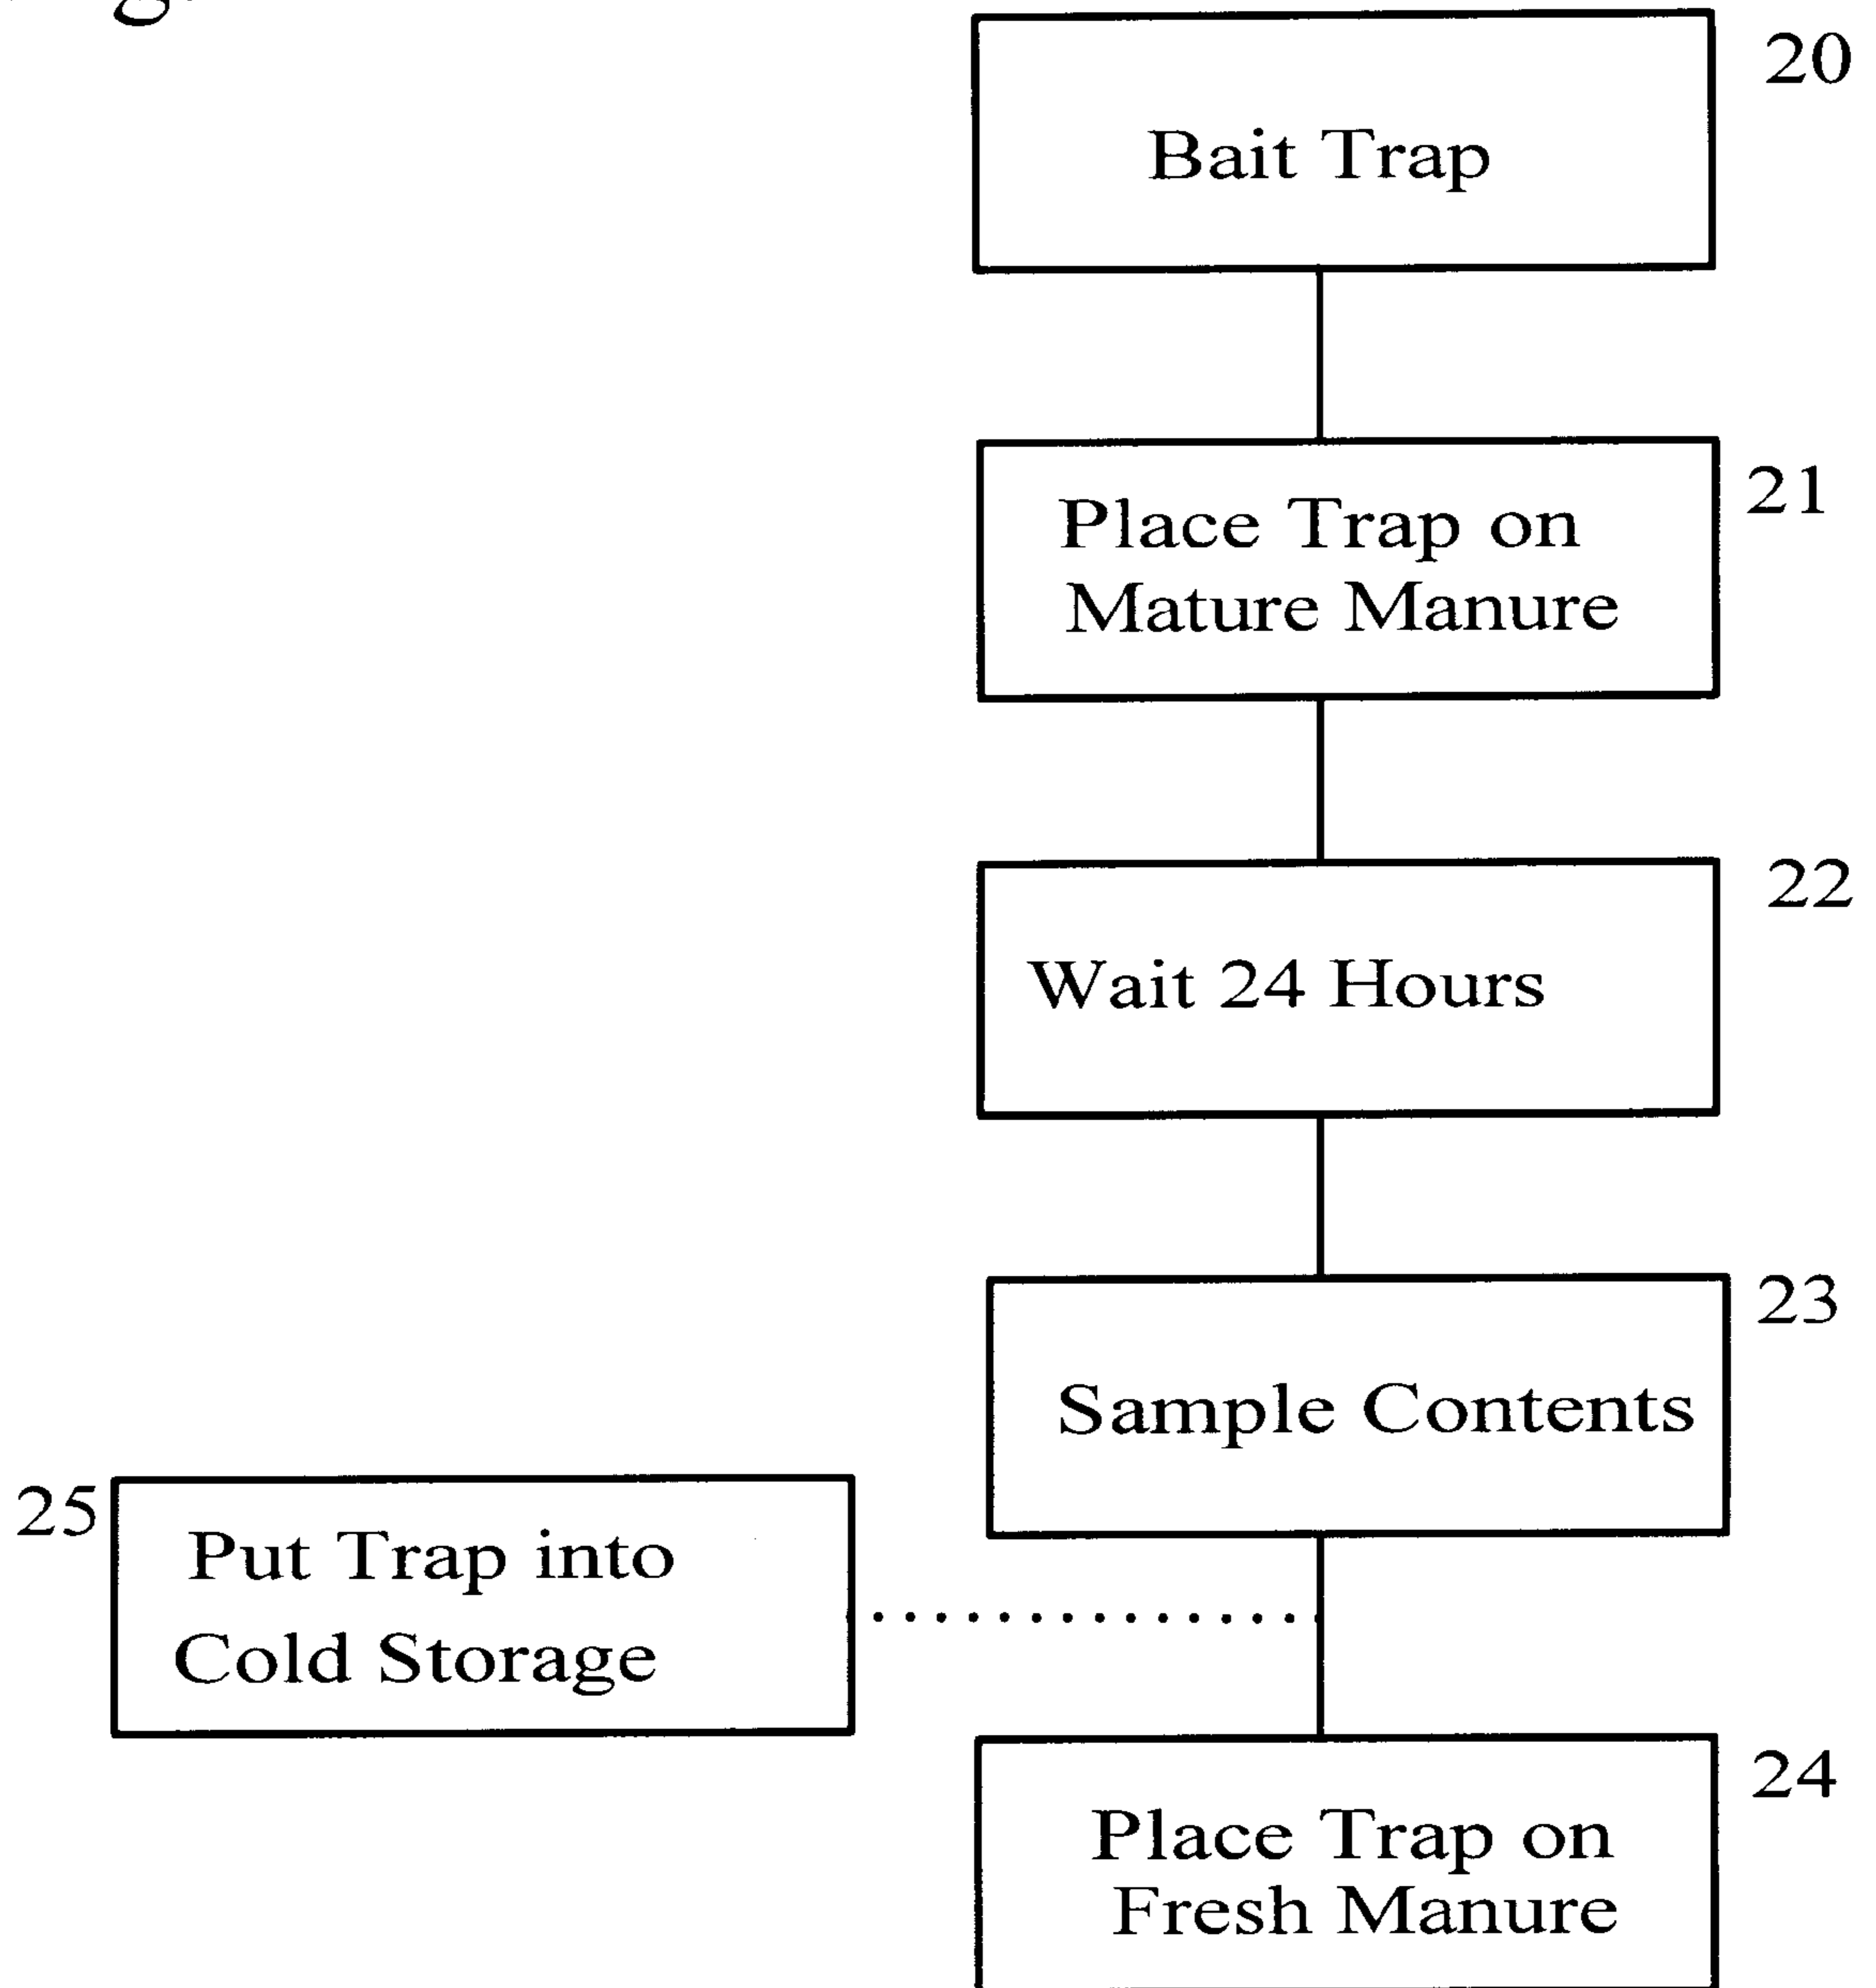 20
Bait Trap
21
Place Trap on
Mature Manure
22
Wait 24 Hours
23
Sample Contents
25
Put Trap into
Cold Storage
24
Place Trap on
Fresh Manure